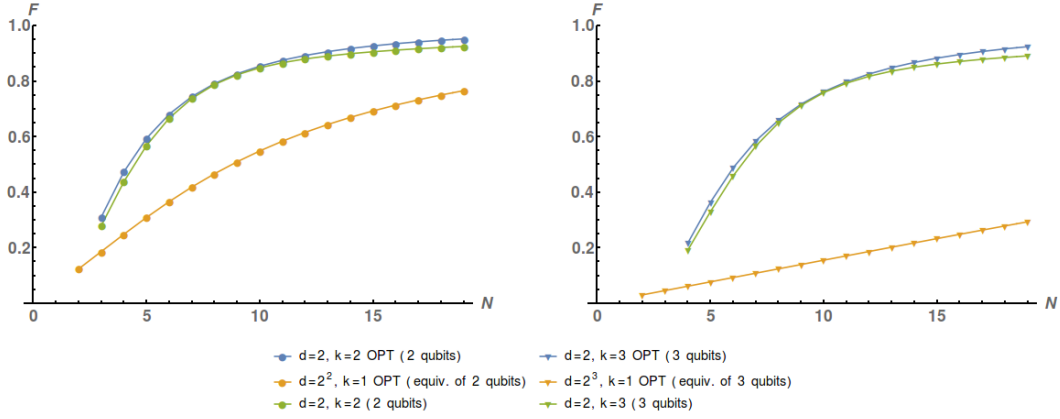 F
1.0
0.8
0.6
0.4
0.2
0
5
10
15
N
F
1.0
0.8
0.6
0.4
0.2
0
5
10
15
N
d=2, k=2 OPT (2 qubits)
d=2², k=1 OPT (equiv. of 2 qubits)
d=2, k=2 (2 qubits)
d=2, k=3 OPT (3 qubits)
d=2³, k=1 OPT (equiv. of 3 qubits)
d=2, k=3 (3 qubits)